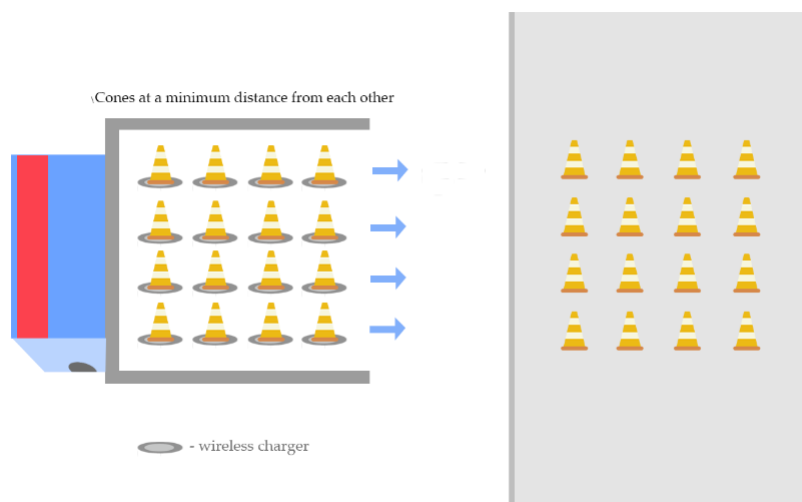 \Cones at a minimum distance from each other
- wireless charger